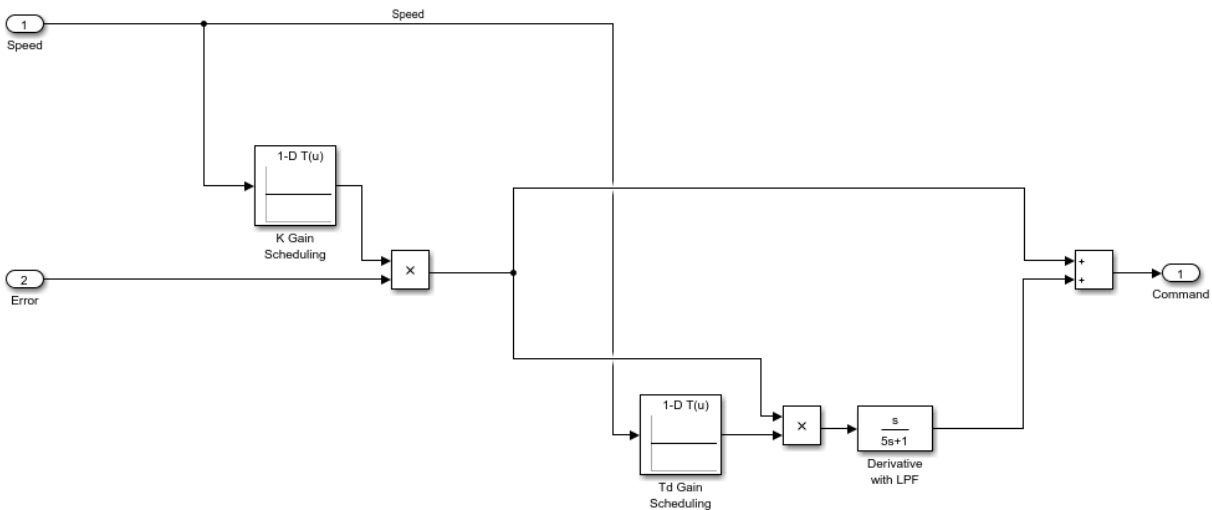 1
Speed
Speed
1-D T(u)
K Gain
Scheduling
×
2
Error
+
+
1
Command
1-D T(u)
Td Gain
Scheduling
×
s
5s+1
Derivative
with LPF